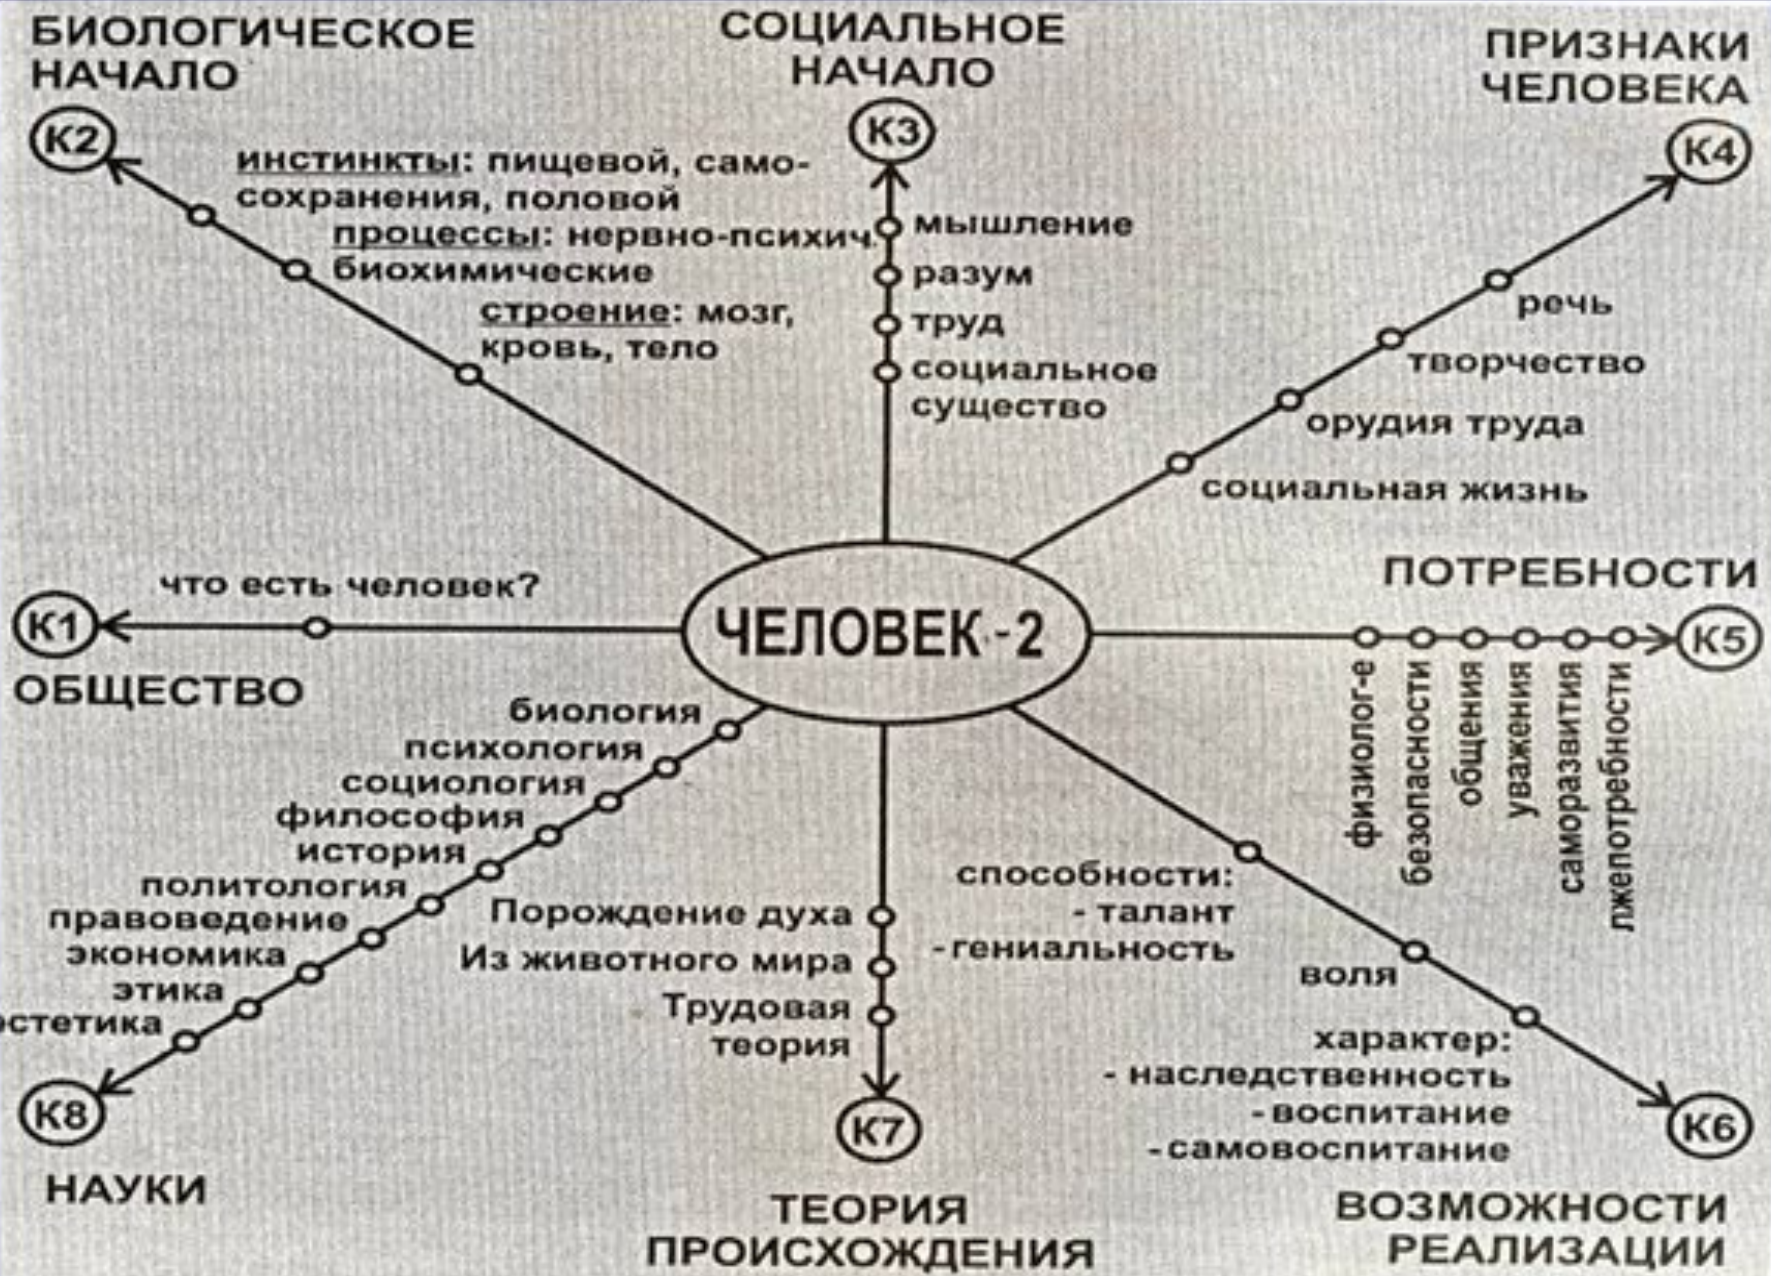 БИОЛОГИЧЕСКОЕ
НАЧАЛО
К2
инстинкты: пищевой, само-
сохранения, половой
процессы: нервно-психич.
биохимические
строение: мозг,
кровь, тело
СОЦИАЛЬНОЕ
НАЧАЛО
К3
мышление
разум
труд
социальное
существо
ПРИЗНАКИ
ЧЕЛОВЕКА
К4
речь
творчество
орудия труда
социальная жизнь
что есть человек?
К1
ОБЩЕСТВО
ЧЕЛОВЕК-2
ПОТРЕБНОСТИ
К5
физиолог-е
безопасности
общения
уважения
саморазвития
лжепотребности
биология
психология
социология
философия
история
политология
правоведение
экономика
этика
эстетика
К8
НАУКИ
Порождение духа
Из животного мира
Трудовая
теория
К7
ТЕОРИЯ
ПРОИСХОЖДЕНИЯ
способности:
- талант
-гениальность
воля
характер:
- наследственность
-воспитание
-самовоспитание
К6
ВОЗМОЖНОСТИ
РЕАЛИЗАЦИИ